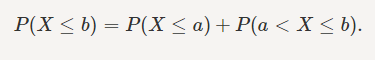 P(X ≤ b) = P(X ≤ a) + P(a < X ≤ b).